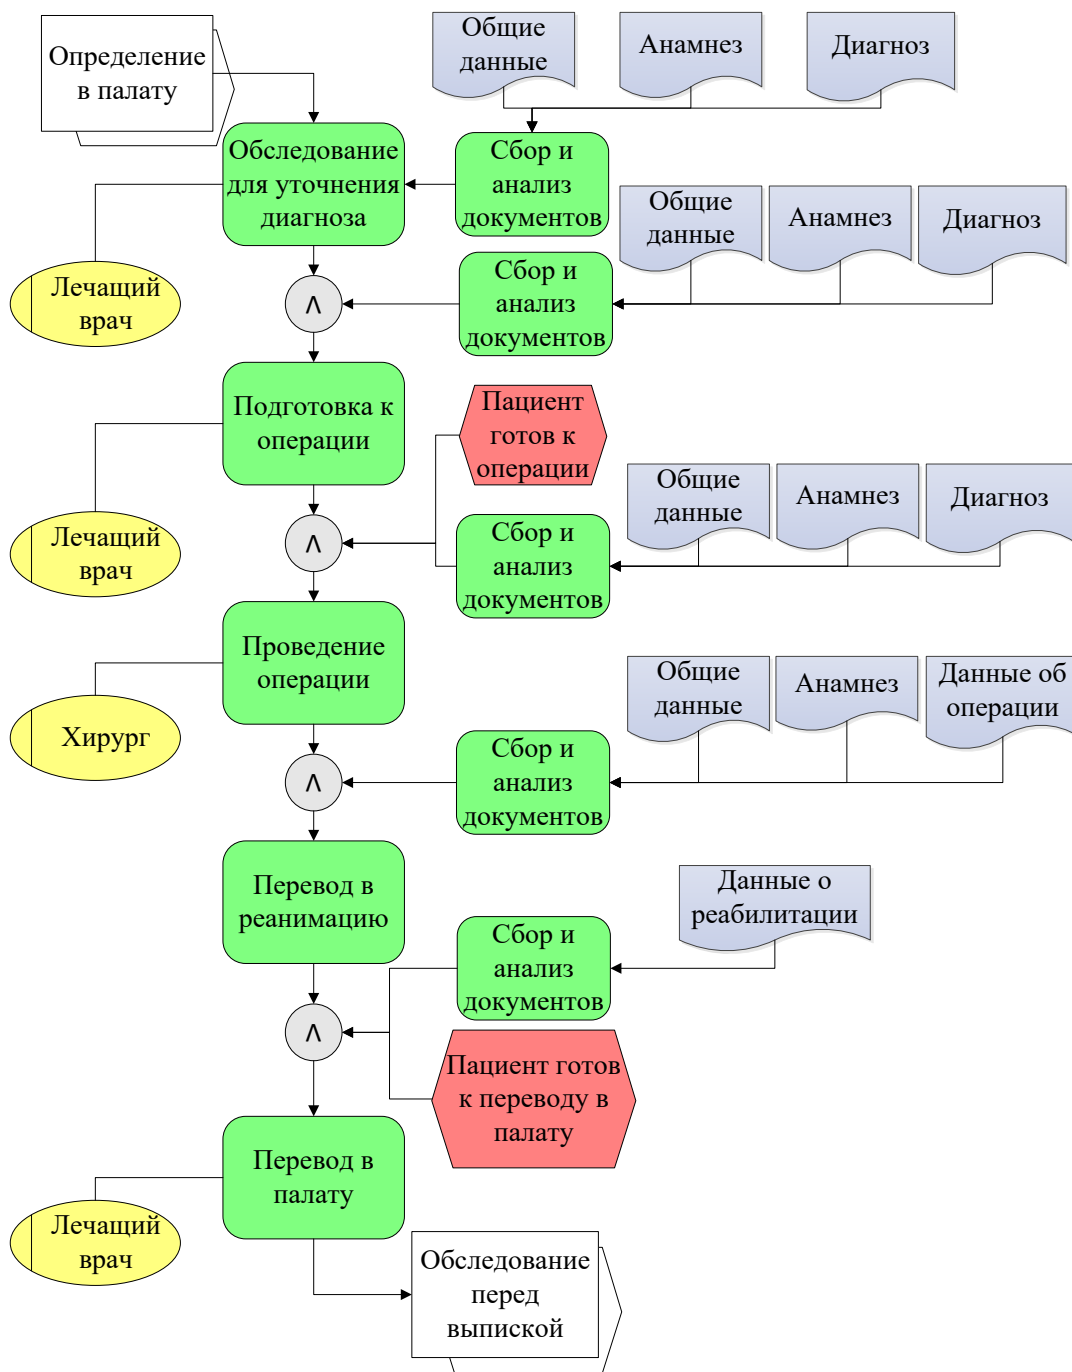 Определение
в палату
Общие
данные
Анамнез
Диагноз
Обследование
для уточнения
диагноза
Сбор и
анализ
документов
Общие
данные
Анамнез
Диагноз
Лечащий
врач
Λ
Сбор и
анализ
документов
Подготовка к
операции
Пациент
готов к
операции
Общие
данные
Анамнез
Диагноз
Лечащий
врач
Λ
Сбор и
анализ
документов
Проведение
операции
Общие
данные
Анамнез
Данные об
операции
Хирург
Λ
Сбор и
анализ
документов
Перевод в
реанимацию
Данные о
реабилитации
Сбор и
анализ
документов
Λ
Пациент готов
к переводу в
палату
Перевод в
палату
Лечащий
врач
Обследование
перед
выпиской